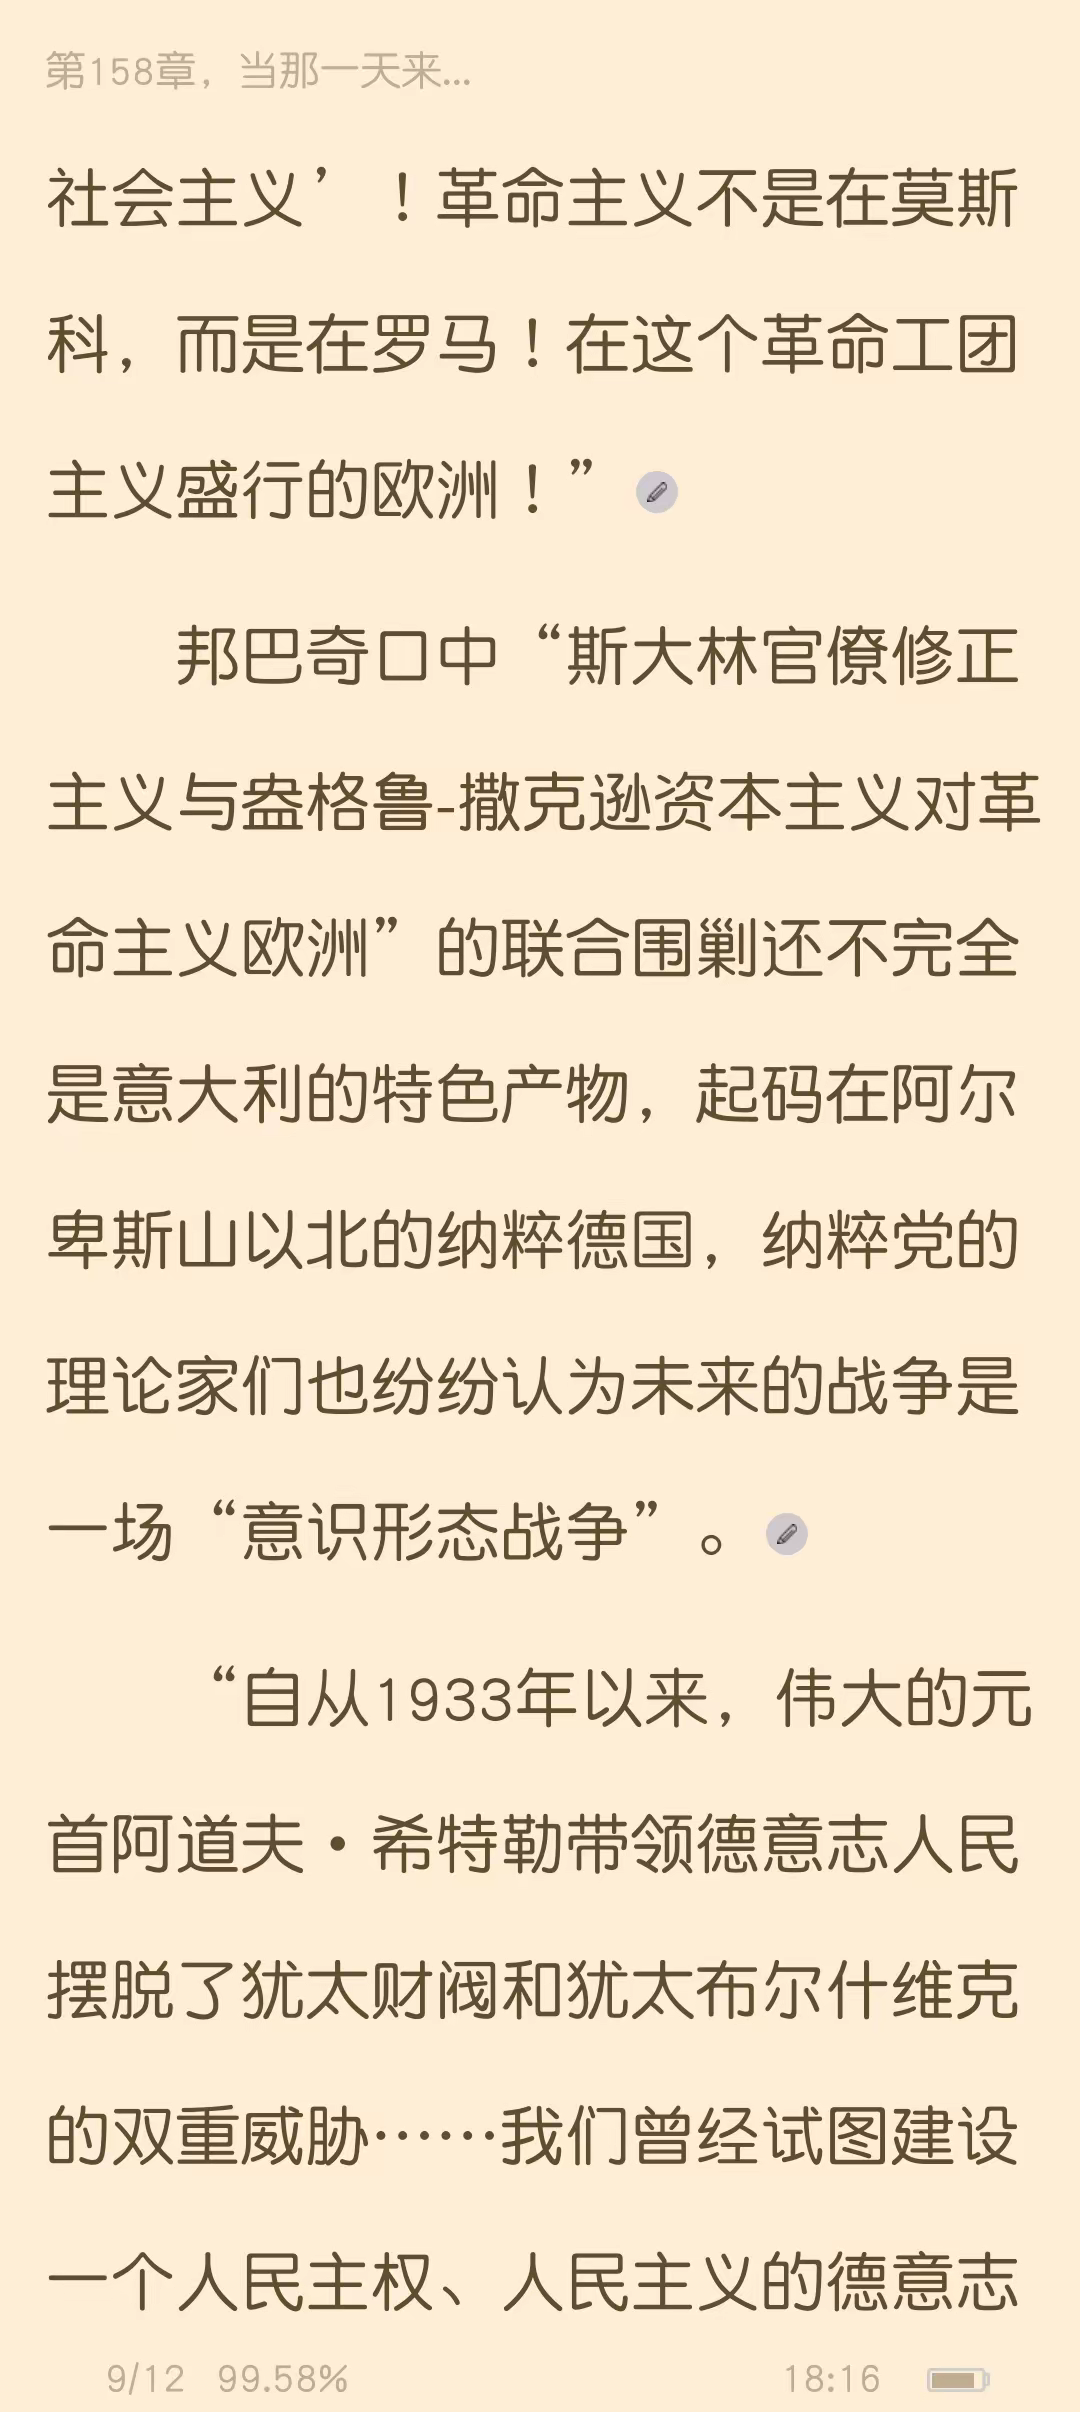 第158章，当那一天来...
社会主义’！革命主义不是在莫斯
科，而是在罗马！在这个革命工团
主义盛行的欧洲！”
邦巴奇口中“斯大林官僚修正
主义与盎格鲁-撒克逊资本主义对革
命主义欧洲”的联合围剿还不完全
是意大利的特色产物，起码在阿尔
卑斯山以北的纳粹德国，纳粹党的
理论家们也纷纷认为未来的战争是
一场“意识形态战争”。
“自从1933年以来，伟大的元
首阿道夫·希特勒带领德意志人民
摆脱了犹太财阀和犹太布尔什维克
的双重威胁……我们曾经试图建设
一个人民主权、人民主义的德意志
9/12 99.58% 18:16